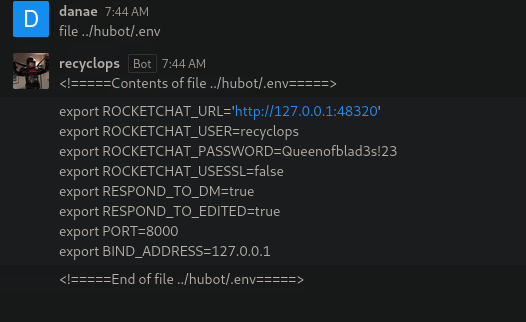 D
danae 7:44 AM
file ../hubot/.env
recyclops Bot 7:44 AM
<!=====Contents of file ../hubot/.env=====>
export ROCKETCHAT_URL='http://127.0.0.1:48320'
export ROCKETCHAT_USER=recyclops
export ROCKETCHAT_PASSWORD=Queenofblad3s!23
export ROCKETCHAT_USESSL=false
export RESPOND_TO_DM=true
export RESPOND_TO_EDITED=true
export PORT=8000
export BIND_ADDRESS=127.0.0.1
<!=====End of file ../hubot/.env=====>